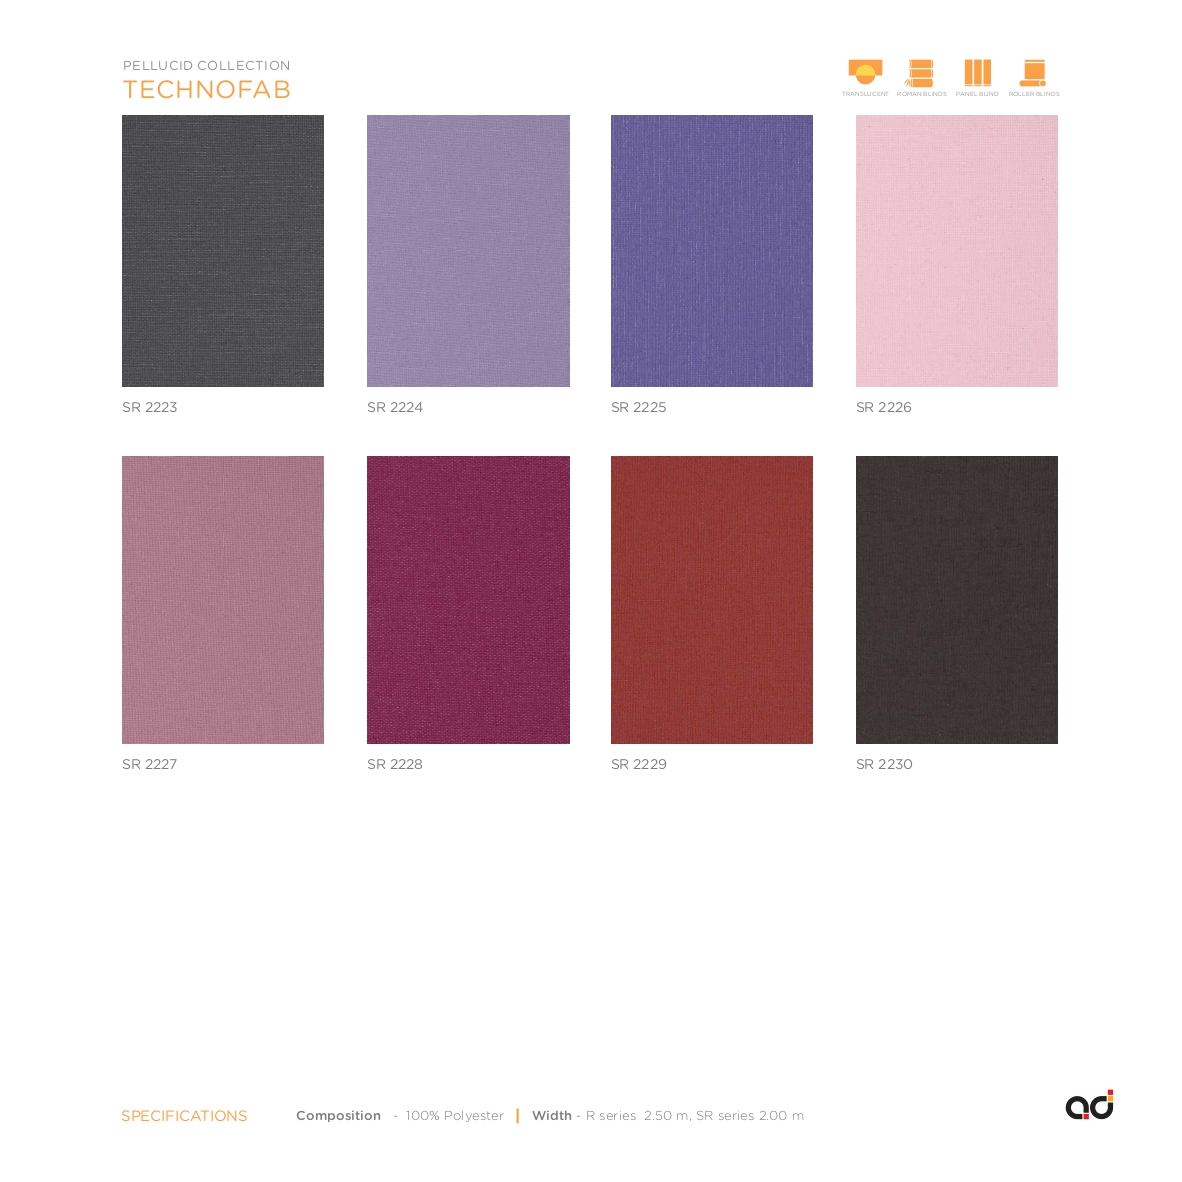 PELLUCID COLLECTION
TECHNOFAB
TRANSLUCENT ROMAN BLINDS PANEL BLIND ROLLER BLINDS
SR 2223 SR 2224 SR 2225 SR 2226
SR 2227 SR 2228 SR 2229 SR 2230
SPECIFICATIONS Composition - 100% Polyester | Width - R series 2.50 m, SR series 2.00 m
ad